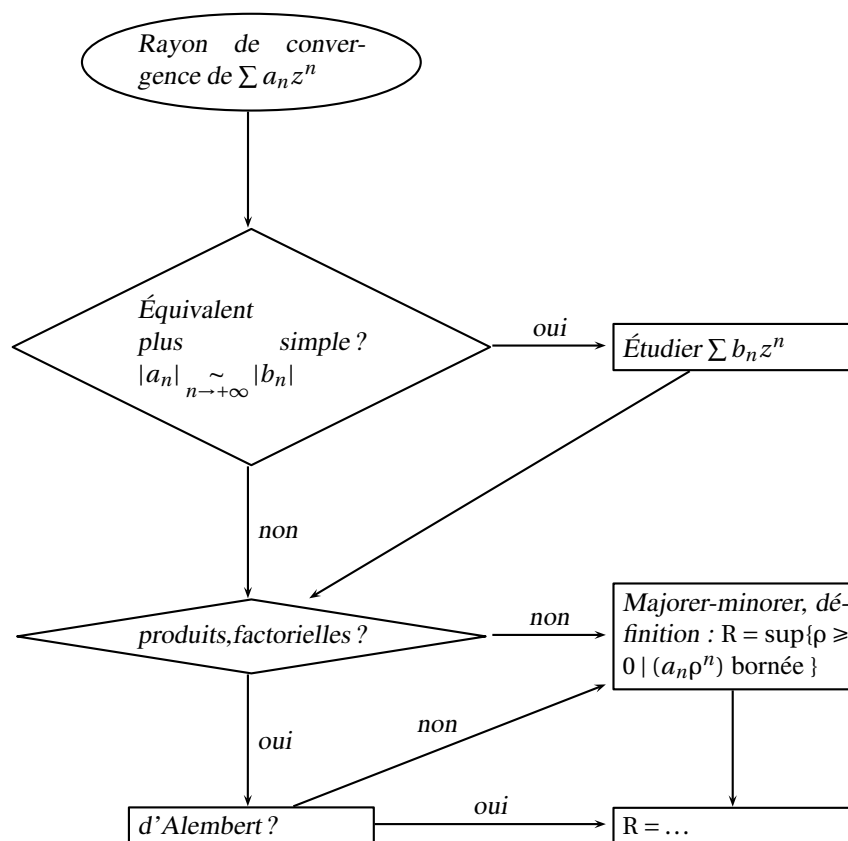 Rayon de conver-
gence de ∑ aₙzⁿ
Équivalent
plus simple ?
|aₙ| ∼ |bₙ|
n→+∞
oui
Étudier ∑ bₙzⁿ
non
produits,factorielles ?
non
Majorer-minorer, dé-
finition : R = sup{ρ ⩾
0 | (aₙρⁿ) bornée }
oui
non
d'Alembert ?
oui
R = …